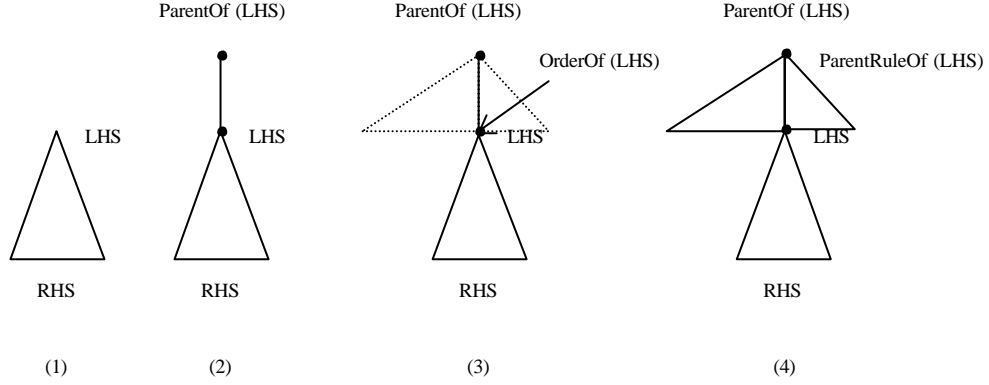 ParentOf (LHS) ParentOf (LHS) ParentOf (LHS)
OrderOf (LHS) ParentRuleOf (LHS)
LHS LHS LHS LHS
RHS RHS RHS RHS
(1) (2) (3) (4)